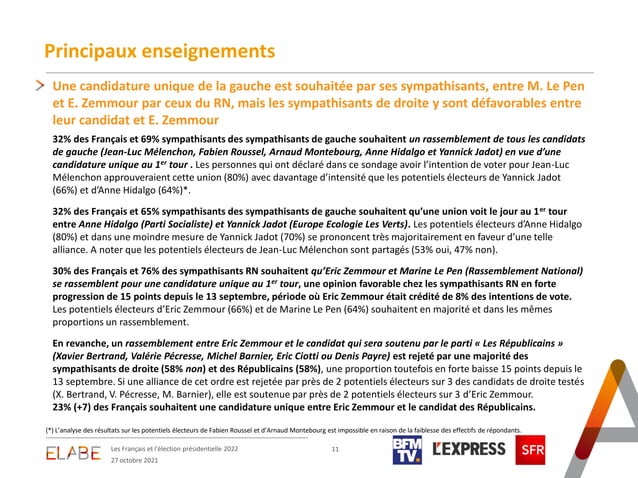 Principaux enseignements
Une candidature unique de la gauche est souhaitée par ses sympathisants, entre M. Le Pen
et E. Zemmour par ceux du RN, mais les sympathisants de droite y sont défavorables entre
leur candidat et E. Zemmour
32% des Français et 69% sympathisants des sympathisants de gauche souhaitent un rassemblement de tous les candidats
de gauche (Jean-Luc Mélenchon, Fabien Roussel, Arnaud Montebourg, Anne Hidalgo et Yannick Jadot) en vue d’une
candidature unique au 1er tour . Les personnes qui ont déclaré dans ce sondage avoir l’intention de voter pour Jean-Luc
Mélenchon approuveraient cette union (80%) avec davantage d’intensité que les potentiels électeurs de Yannick Jadot
(66%) et d’Anne Hidalgo (64%)*.
32% des Français et 65% sympathisants des sympathisants de gauche souhaitent qu’une union voit le jour au 1er tour
entre Anne Hidalgo (Parti Socialiste) et Yannick Jadot (Europe Ecologie Les Verts). Les potentiels électeurs d’Anne Hidalgo
(80%) et dans une moindre mesure de Yannick Jadot (70%) se prononcent très majoritairement en faveur d’une telle
alliance. A noter que les potentiels électeurs de Jean-Luc Mélenchon sont partagés (53% oui, 47% non).
30% des Français et 76% des sympathisants RN souhaitent qu’Eric Zemmour et Marine Le Pen (Rassemblement National)
se rassemblent pour une candidature unique au 1er tour, une opinion favorable chez les sympathisants RN en forte
progression de 15 points depuis le 13 septembre, période où Eric Zemmour était crédité de 8% des intentions de vote.
Les potentiels électeurs d’Eric Zemmour (66%) et de Marine Le Pen (64%) souhaitent en majorité et dans les mêmes
proportions un rassemblement.
En revanche, un rassemblement entre Eric Zemmour et le candidat qui sera soutenu par le parti « Les Républicains »
(Xavier Bertrand, Valérie Pécresse, Michel Barnier, Eric Ciotti ou Denis Payre) est rejeté par une majorité des
sympathisants de droite (58% non) et des Républicains (58%), une proportion toutefois en forte baisse 15 points depuis le
13 septembre. Si une alliance de cet ordre est rejetée par près de 2 potentiels électeurs sur 3 des candidats de droite testés
(X. Bertrand, V. Pécresse, M. Barnier), elle est soutenue par près de 2 potentiels électeurs sur 3 d’Eric Zemmour.
23% (+7) des Français souhaitent une candidature unique entre Eric Zemmour et le candidat des Républicains.
(*) L’analyse des résultats sur les potentiels électeurs de Fabien Roussel et d’Arnaud Montebourg est impossible en raison de la faiblesse des effectifs de répondants.
ELABE
Les Français et l’élection présidentielle 2022
27 octobre 2021
11
BFM
TV.
L'EXPRESS
SFR